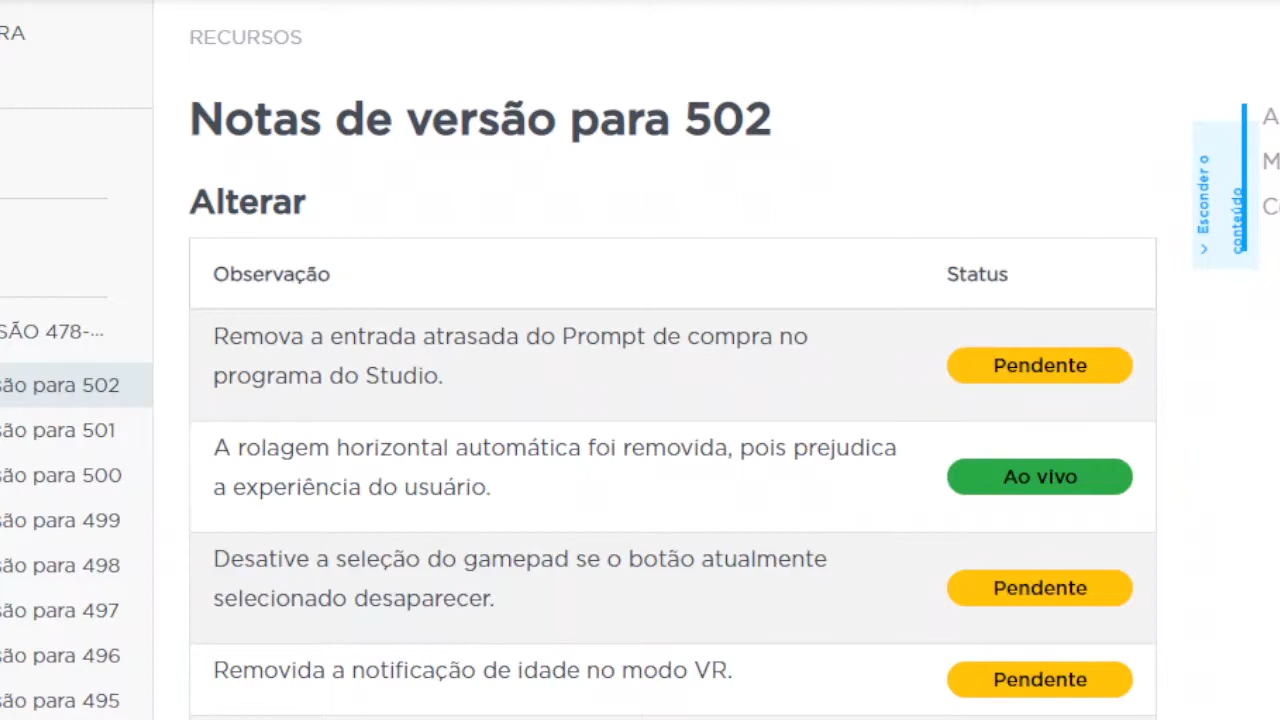 RA
SÃO 478-...
são para 502
são para 501
são para 500
são para 499
são para 498
são para 497
são para 496
são para 495
RECURSOS
Notas de versão para 502
Alterar
Observação Status
Remova a entrada atrasada do Prompt de compra no
programa do Studio.
Pendente
A rolagem horizontal automática foi removida, pois prejudica
a experiência do usuário.
Ao vivo
Desative a seleção do gamepad se o botão atualmente
selecionado desaparecer.
Pendente
Removida a notificação de idade no modo VR.
Pendente
Esconder o
conteúdo
A
M